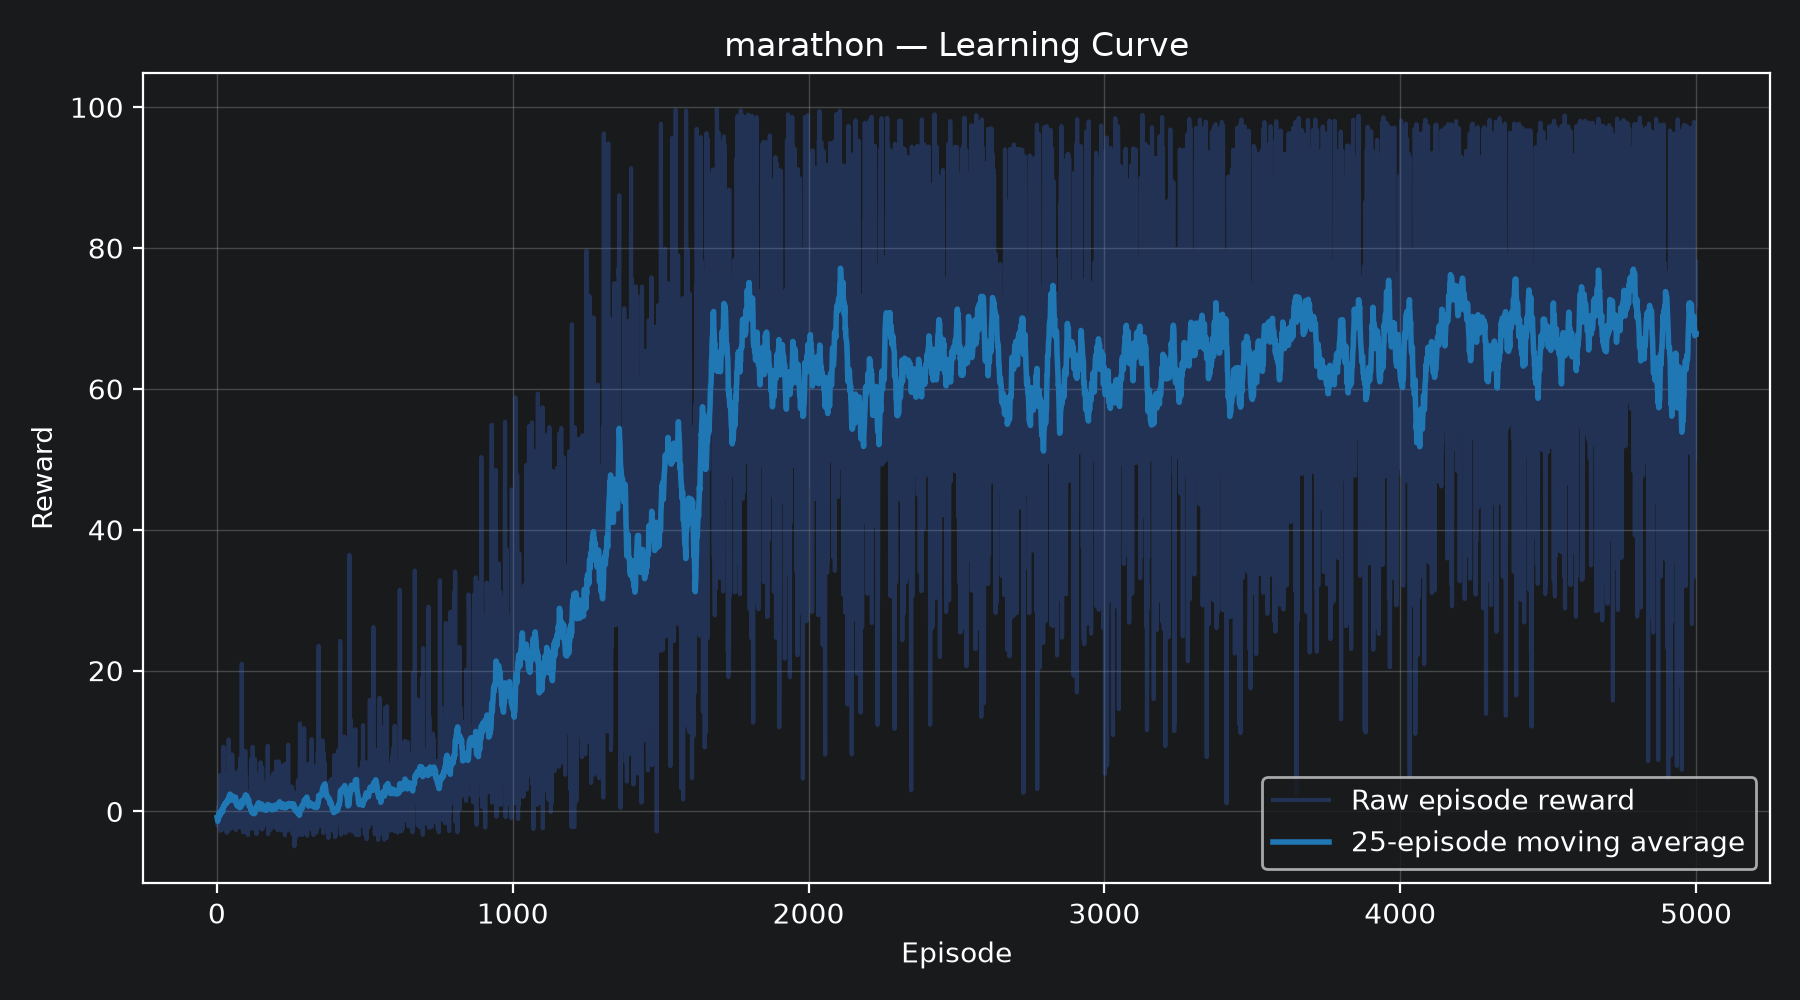 marathon — Learning Curve
100
80
60
40
20
0
Reward
0 1000 2000 3000 4000 5000
Episode
Raw episode reward
25-episode moving average